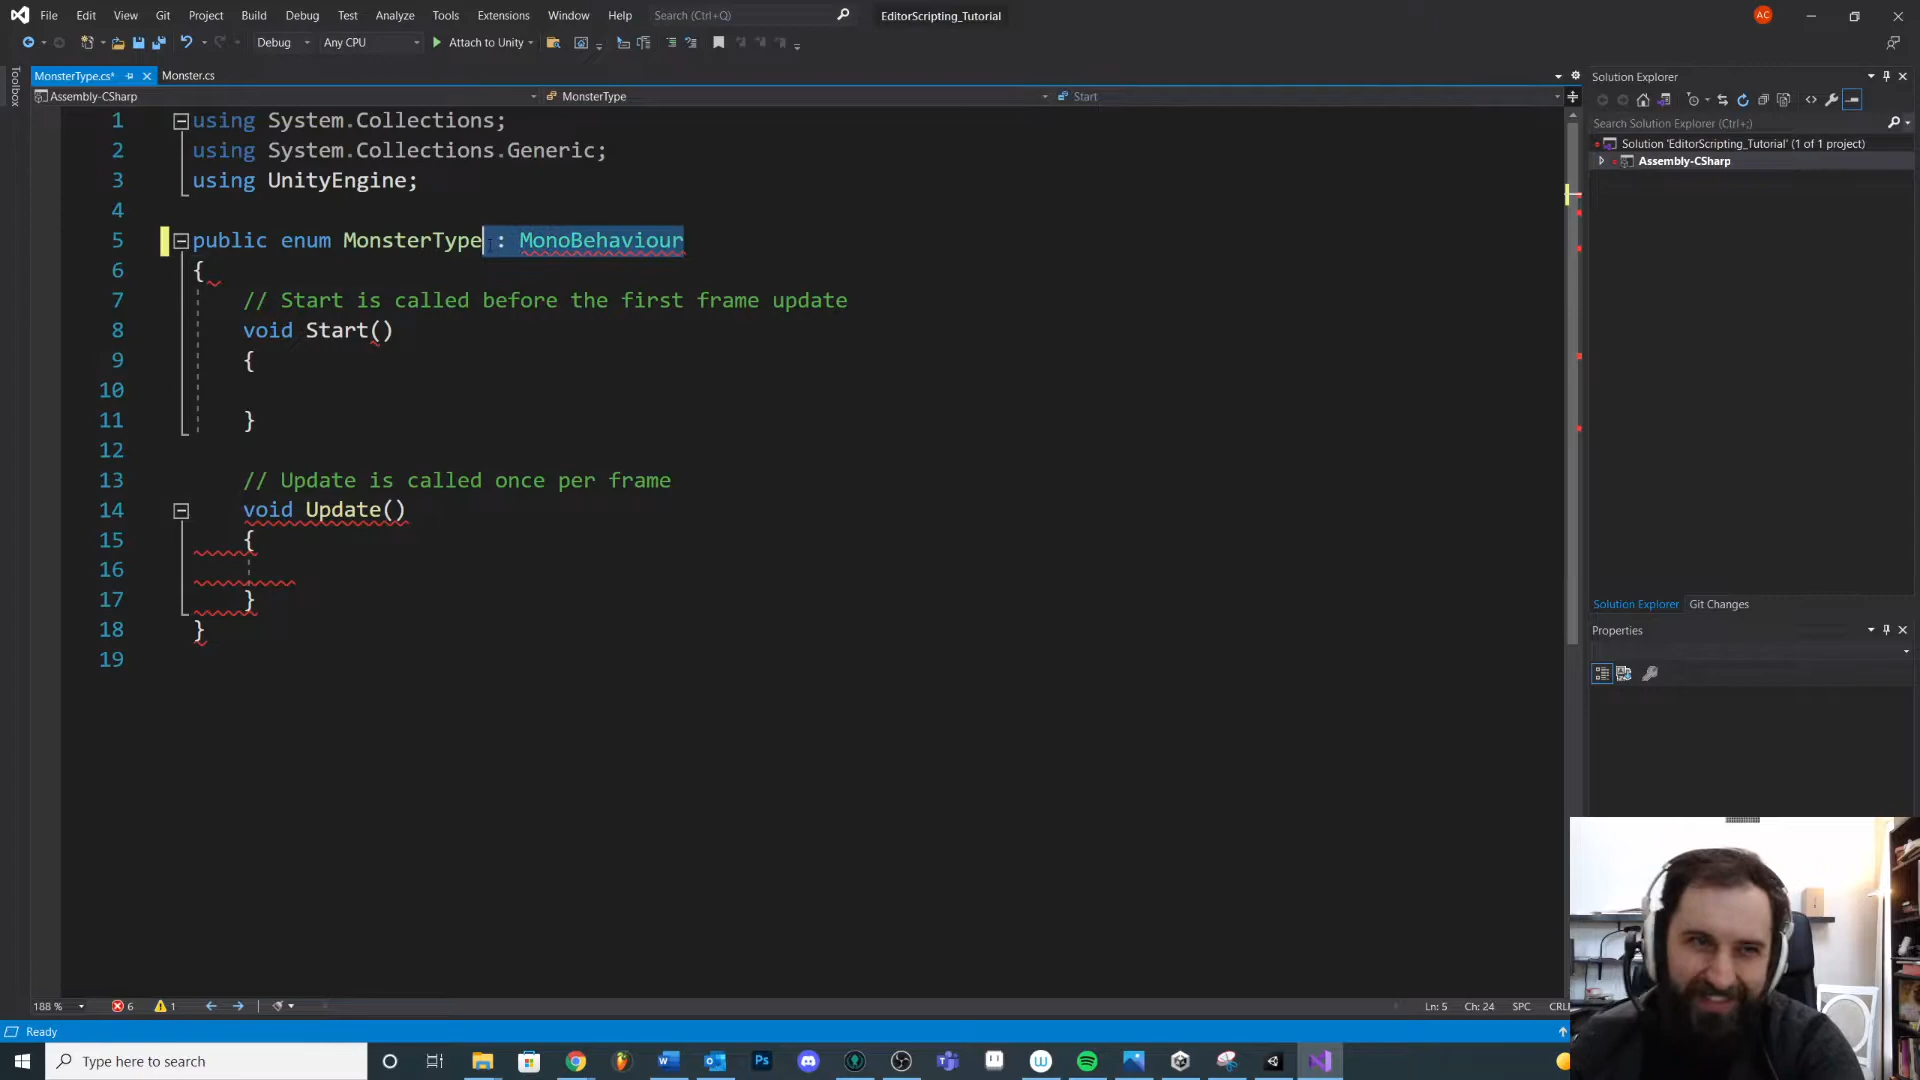 File Edit View Git Project Build Debug Test Analyze Tools Extensions Window Help Search (Ctrl+Q) EditorScripting_Tutorial AC
Debug Any CPU Attach to Unity
Toolbox
MonsterType.cs* Monster.cs
Assembly-CSharp MonsterType Start
1 using System.Collections;
2 using System.Collections.Generic;
3 using UnityEngine;
4
5 public enum MonsterType : MonoBehaviour
6 {
7 // Start is called before the first frame update
8 void Start()
9 {
10
11 }
12
13 // Update is called once per frame
14 void Update()
15 {
16
17 }
18 }
19
Solution Explorer
Search Solution Explorer (Ctrl+;)
Solution 'EditorScripting_Tutorial' (1 of 1 project)
Assembly-CSharp
Solution Explorer Git Changes
Properties
188 % 6 1 Ln: 5 Ch: 24 SPC CRL
Ready
Type here to search